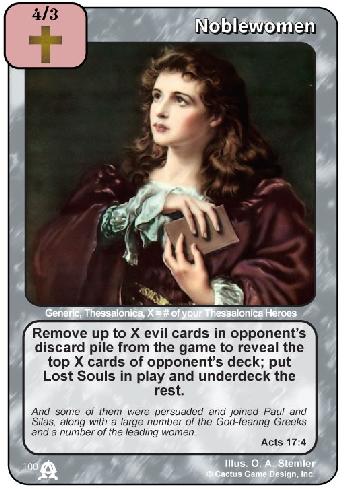 4/3
Noblewomen
Generic, Thessalonica, X = # of your Thessalonica Heroes
Remove up to X evil cards in opponent's
discard pile from the game to reveal the
top X cards of opponent's deck; put
Lost Souls in play and underdeck the
rest.
And some of them were persuaded and joined Paul and
Silas, along with a large number of the God-fearing Greeks
and a number of the leading women.
Acts 17:4
100
Illus. O. A. Stemler
© Cactus Game Design, Inc.